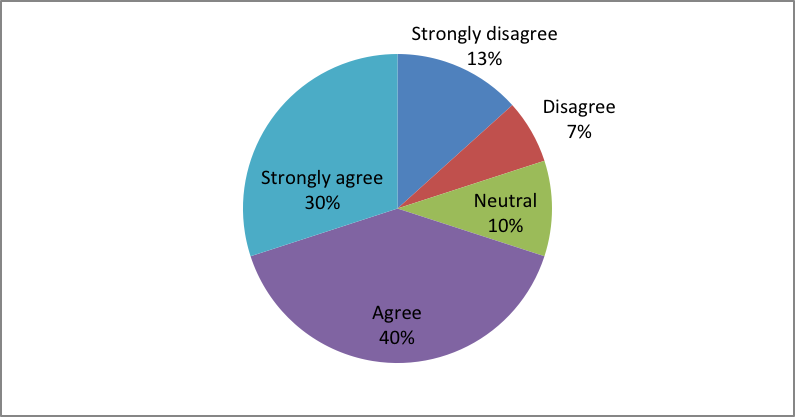 Strongly disagree
13%
Disagree
7%
Neutral
10%
Agree
40%
Strongly agree
30%